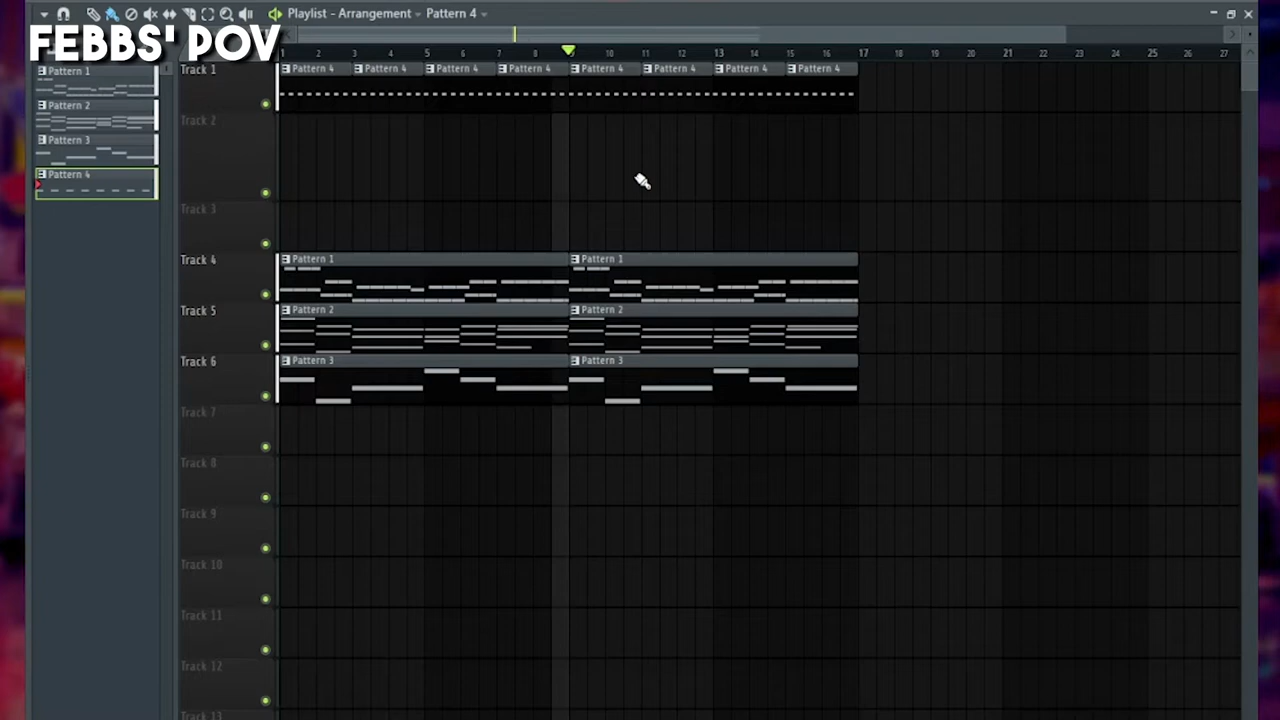 Playlist - Arrangement Pattern 4
FEBBS' POV
1 2 3 4 5 6 7 8 10 11 12 13 14 15 16 17 18 19 20 21 22 23 24 25 26 27
Pattern 1
Pattern 2
Pattern 3
Pattern 4
Track 1
Pattern 4 Pattern 4 Pattern 4 Pattern 4 Pattern 4 Pattern 4 Pattern 4 Pattern 4
Track 2
Track 3
Track 4
Pattern 1 Pattern 1
Track 5
Pattern 2 Pattern 2
Track 6
Pattern 3 Pattern 3
Track 7
Track 8
Track 9
Track 10
Track 11
Track 12
Track 13